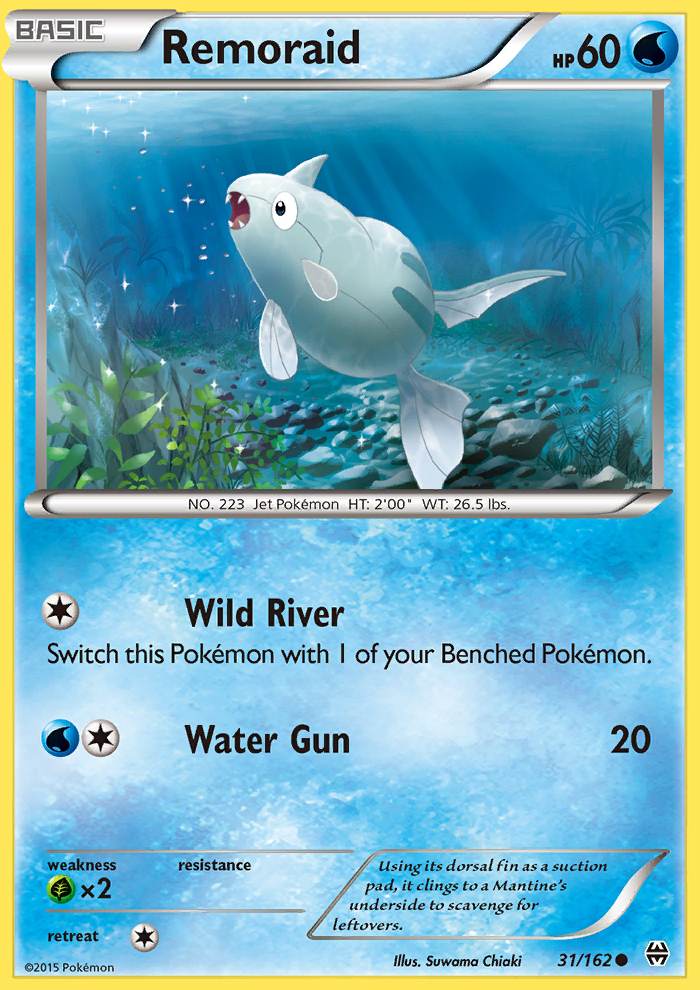 BASIC
Remoraid
HP60
NO. 223 Jet Pokémon HT: 2'00" WT: 26.5 lbs.
Wild River
Switch this Pokémon with 1 of your Benched Pokémon.
Water Gun 20
weakness resistance
×2
retreat
Using its dorsal fin as a suction
pad, it clings to a Mantine's
underside to scavenge for
leftovers.
©2015 Pokémon
Illus. Suwama Chiaki
31/162